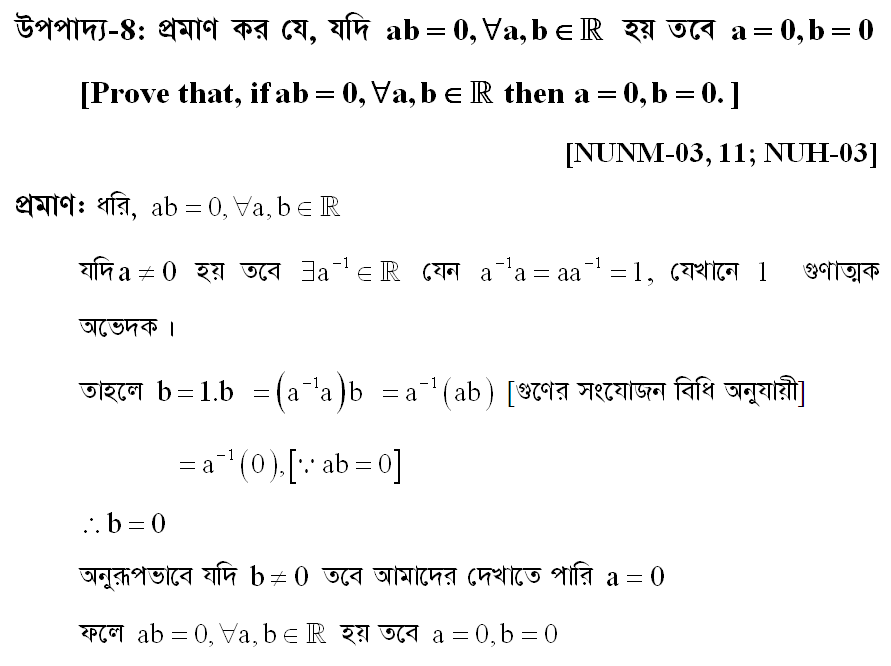 উপপাদ্য-8: প্রমাণ কর যে, যদি ab = 0, ∀a, b ∈ ℝ হয় তবে a = 0, b = 0
[Prove that, if ab = 0, ∀a, b ∈ ℝ then a = 0, b = 0. ]
[NUNM-03, 11; NUH-03]
প্রমাণ: ধরি, ab = 0, ∀a, b ∈ ℝ
যদি a ≠ 0 হয় তবে ∃a⁻¹ ∈ ℝ যেন a⁻¹a = aa⁻¹ = 1, যেখানে 1 গুণাত্মক
অভেদক।
তাহলে b = 1.b = (a⁻¹a)b = a⁻¹(ab) [গুণের সংযোজন বিধি অনুযায়ী]
= a⁻¹(0), [∵ ab = 0]
∴ b = 0
অনুরূপভাবে যদি b ≠ 0 তবে আমাদের দেখাতে পারি a = 0
ফলে ab = 0, ∀a, b ∈ ℝ হয় তবে a = 0, b = 0